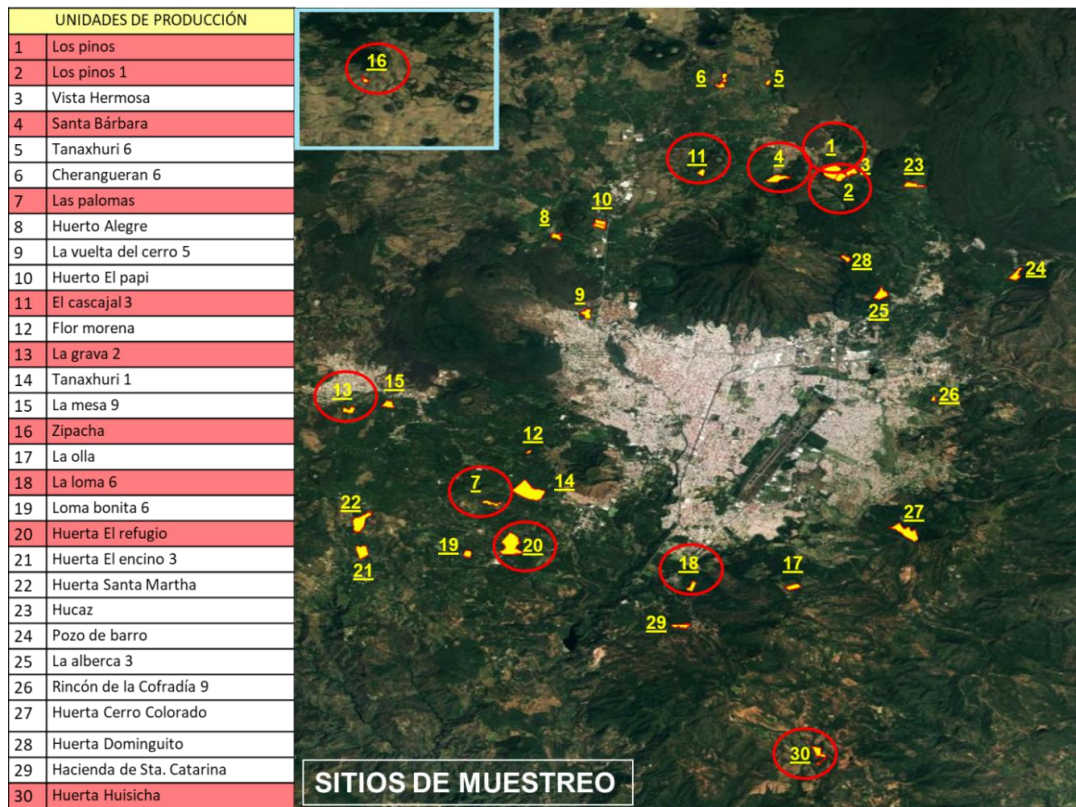 UNIDADES DE PRODUCCIÓN
1 Los pinos
2 Los pinos 1
3 Vista Hermosa
4 Santa Bárbara
5 Tanaxhuri 6
6 Cherangueran 6
7 Las palomas
8 Huerto Alegre
9 La vuelta del cerro 5
10 Huerto El papi
11 El cascajal 3
12 Flor morena
13 La grava 2
14 Tanaxhuri 1
15 La mesa 9
16 Zipacha
17 La olla
18 La loma 6
19 Loma bonita 6
20 Huerta El refugio
21 Huerta El encino 3
22 Huerta Santa Martha
23 Hucaz
24 Pozo de barro
25 La alberca 3
26 Rincón de la Cofradía 9
27 Huerta Cerro Colorado
28 Huerta Dominguito
29 Hacienda de Sta. Catarina
30 Huerta Huisicha
16
6 5
1
11 4 3 23
2
10
8
28
24
9
25
13 15
26
12
7 14
22
27
19 20
21
18 17
29
30
SITIOS DE MUESTREO